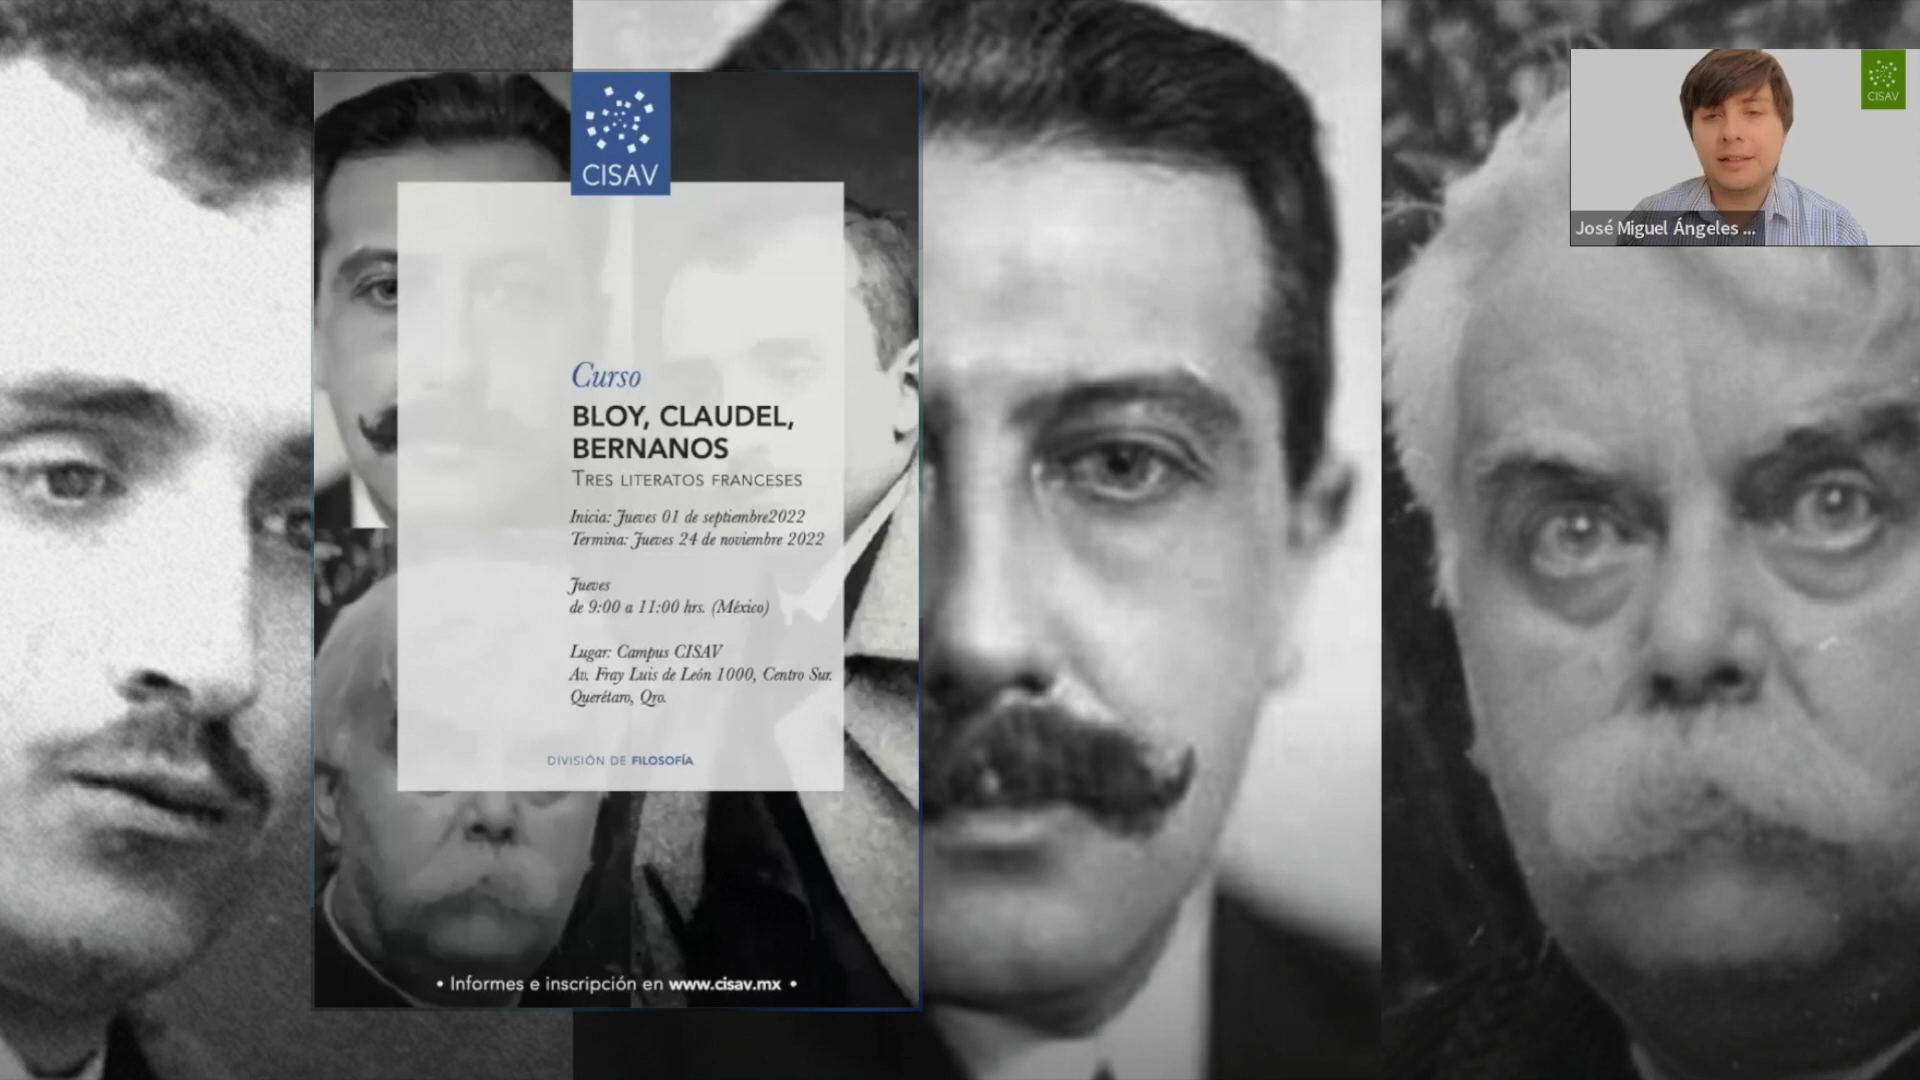 CISAV
Curso
BLOY, CLAUDEL,
BERNANOS
TRES LITERATOS FRANCESES
Inicia: Jueves 01 de septiembre2022
Termina: Jueves 24 de noviembre 2022
Jueves
de 9:00 a 11:00 hrs. (México)
Lugar: Campus CISAV
Av. Fray Luis de León 1000, Centro Sur.
Querétaro, Qro.
DIVISIÓN DE FILOSOFÍA
• Informes e inscripción en www.cisav.mx •
CISAV
José Miguel Ángeles ...